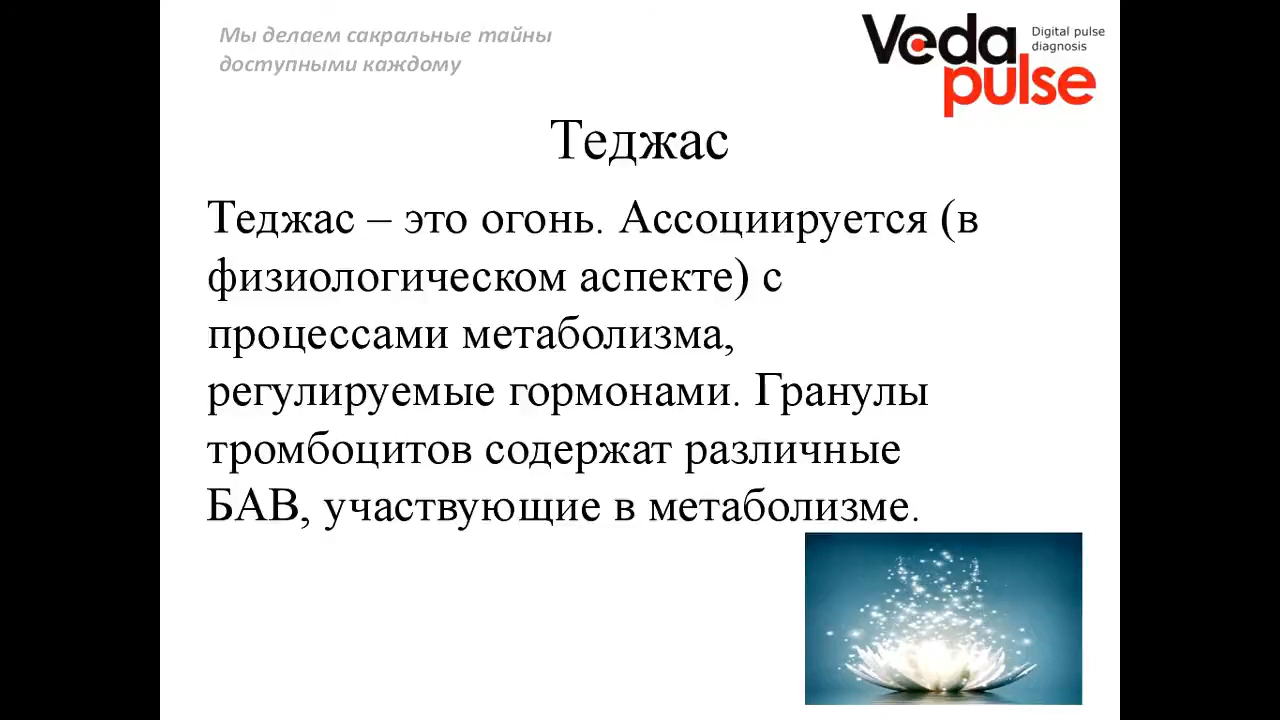 Мы делаем сакральные тайны
доступными каждому
Veda
pulse
Digital pulse
diagnosis
Теджас
Теджас – это огонь. Ассоциируется (в
физиологическом аспекте) с
процессами метаболизма,
регулируемые гормонами. Гранулы
тромбоцитов содержат различные
БАВ, участвующие в метаболизме.